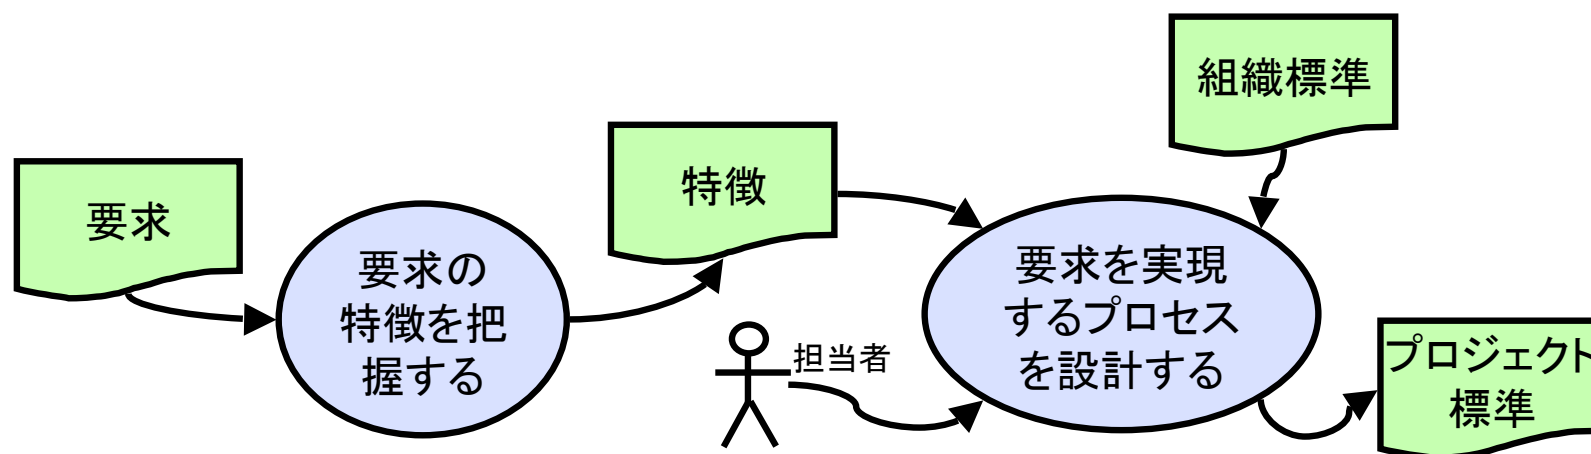 要求
要求の
特徴を把
握する
特徴
担当者
組織標準
要求を実現
するプロセス
を設計する
プロジェクト
標準